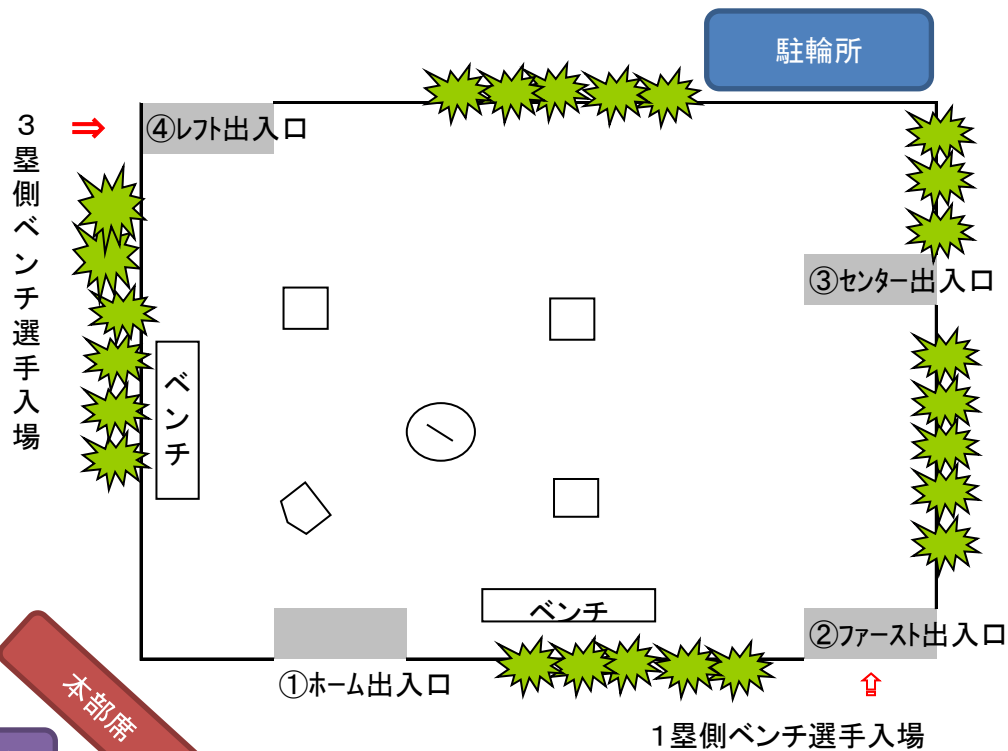 駐輪所
3塁側ベンチ選手入場
⇒
④レフト出入口
③センター出入口
ベンチ
ベンチ
②ファースト出入口
①ホーム出入口
本部席
1塁側ベンチ選手入場